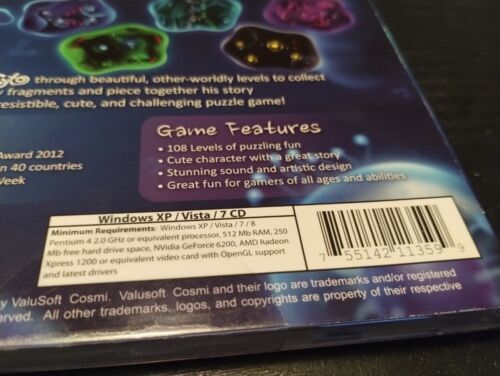 through beautiful, other-worldly levels to collect
fragments and piece together his story
cute, and challenging puzzle game!
Game Features
• 108 Levels of puzzling fun
• Cute character with a great story
• Stunning sound and artistic design
• Great fun for gamers of all ages and abilities
Award 2012
in 40 countries
Week
Windows XP / Vista / 7 CD
Minimum Requirements: Windows XP / Vista / 7 / 8
Pentium 4 2.0 GHz or equivalent processor, 512 Mb RAM, 250
Mb free hard drive space, NVidia GeForce 6200, AMD Radeon
Xpress 1200 or equivalent video card with OpenGL support
and latest drivers
7 55142 11359 9
by ValuSoft Cosmi. Valusoft Cosmi and their logo are trademarks and/or registered
All other trademarks, logos, and copyrights are property of their respective